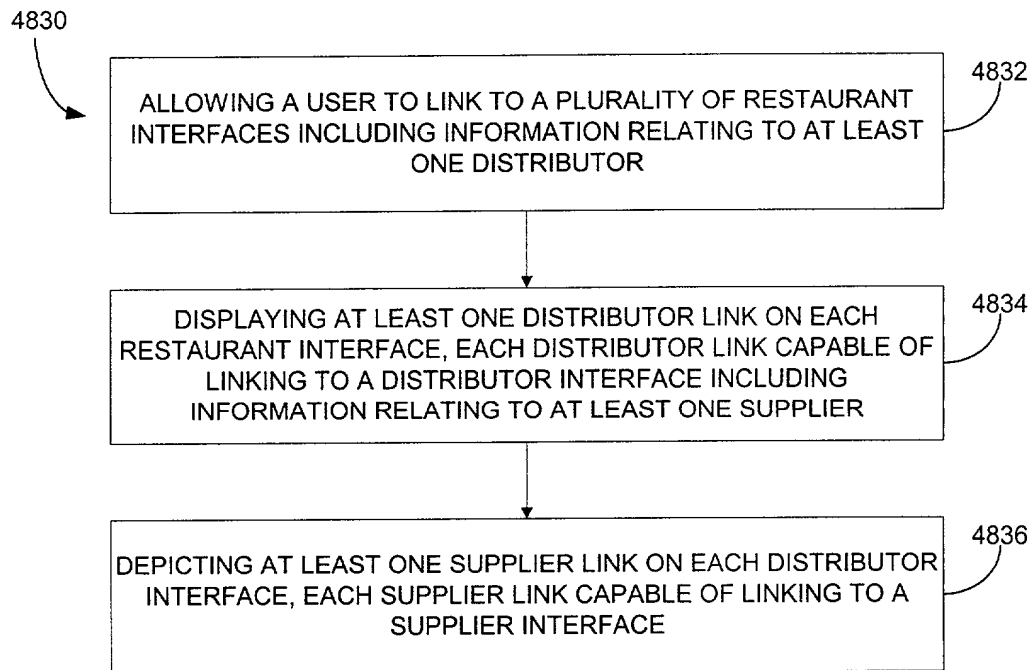 4830
4832
ALLOWING A USER TO LINK TO A PLURALITY OF RESTAURANT
INTERFACES INCLUDING INFORMATION RELATING TO AT LEAST
ONE DISTRIBUTOR
4834
DISPLAYING AT LEAST ONE DISTRIBUTOR LINK ON EACH
RESTAURANT INTERFACE, EACH DISTRIBUTOR LINK CAPABLE OF
LINKING TO A DISTRIBUTOR INTERFACE INCLUDING
INFORMATION RELATING TO AT LEAST ONE SUPPLIER
4836
DEPICTING AT LEAST ONE SUPPLIER LINK ON EACH DISTRIBUTOR
INTERFACE, EACH SUPPLIER LINK CAPABLE OF LINKING TO A
SUPPLIER INTERFACE